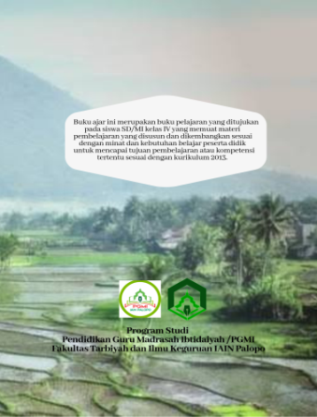 Buku ajar ini merupakan buku pelajaran yang ditujukan
pada siswa SD/MI kelas IV yang memuat materi
pembelajaran yang disusun dan dikembangkan sesuai
dengan minat dan kebutuhan belajar peserta didik
untuk mencapai tujuan pembelajaran atau kompetensi
tertentu sesuai dengan kurikulum 2013.
PGMI
Program Studi
Pendidikan Guru Madrasah Ibtidaiyah /PGMI
Fakultas Tarbiyah dan Ilmu Keguruan IAIN Palopo